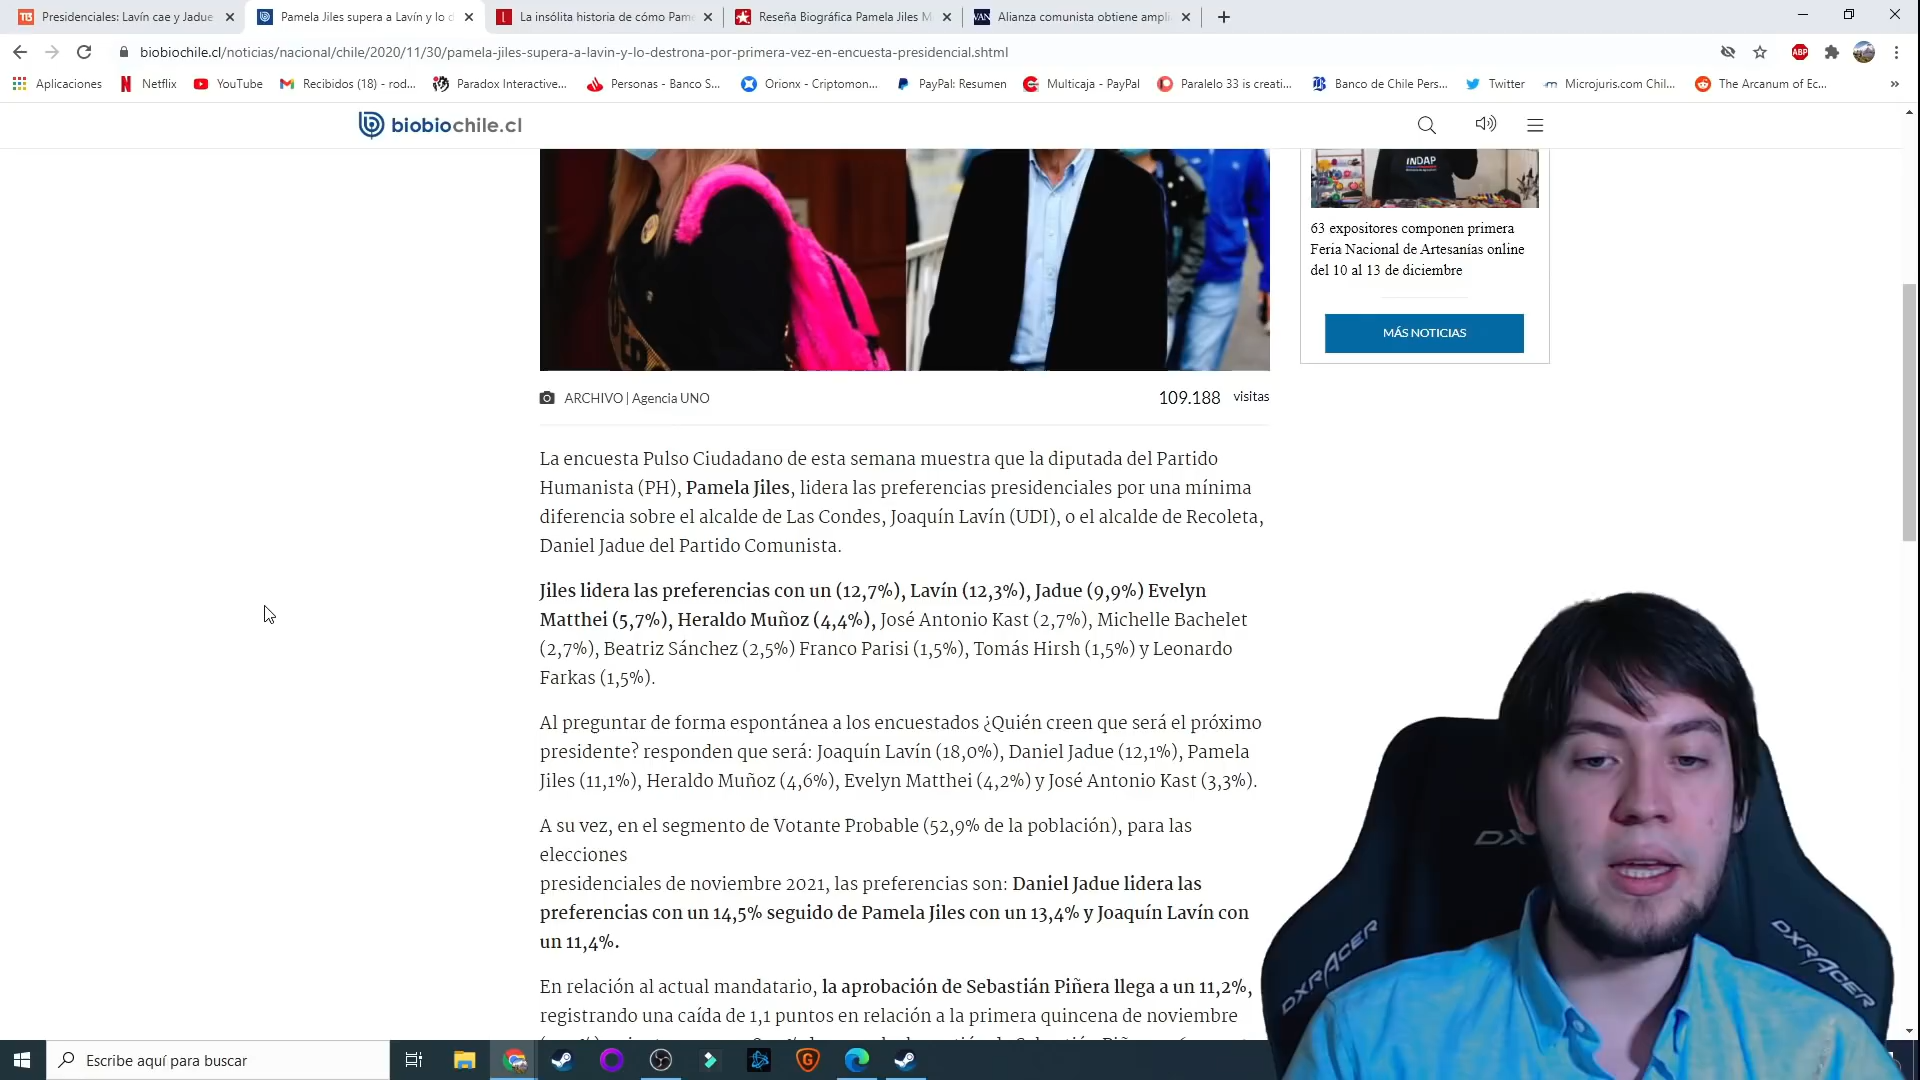 Presidenciales: Lavín cae y Jadue
Pamela Jiles supera a Lavín y lo d
La insólita historia de cómo Pame
Reseña Biográfica Pamela Jiles M
VAN Alianza comunista obtiene ampli
biobiochile.cl/noticias/nacional/chile/2020/11/30/pamela-jiles-supera-a-lavin-y-lo-destrona-por-primera-vez-en-encuesta-presidencial.shtml
ABP
Aplicaciones
Netflix
YouTube
Recibidos (18) - rod...
Paradox Interactive...
Personas - Banco S...
Orionx - Criptomon...
PayPal: Resumen
Multicaja - PayPal
Paralelo 33 is creati...
Banco de Chile Pers...
Twitter
Microjuris.com Chil...
The Arcanum of Ec...
»
biobiochile.cl
INDAP
63 expositores componen primera
Feria Nacional de Artesanías online
del 10 al 13 de diciembre
MÁS NOTICIAS
ARCHIVO | Agencia UNO
109.188 visitas
La encuesta Pulso Ciudadano de esta semana muestra que la diputada del Partido
Humanista (PH), Pamela Jiles, lidera las preferencias presidenciales por una mínima
diferencia sobre el alcalde de Las Condes, Joaquín Lavín (UDI), o el alcalde de Recoleta,
Daniel Jadue del Partido Comunista.
Jiles lidera las preferencias con un (12,7%), Lavín (12,3%), Jadue (9,9%) Evelyn
Matthei (5,7%), Heraldo Muñoz (4,4%), José Antonio Kast (2,7%), Michelle Bachelet
(2,7%), Beatriz Sánchez (2,5%) Franco Parisi (1,5%), Tomás Hirsh (1,5%) y Leonardo
Farkas (1,5%).
Al preguntar de forma espontánea a los encuestados ¿Quién creen que será el próximo
presidente? responden que será: Joaquín Lavín (18,0%), Daniel Jadue (12,1%), Pamela
Jiles (11,1%), Heraldo Muñoz (4,6%), Evelyn Matthei (4,2%) y José Antonio Kast (3,3%).
A su vez, en el segmento de Votante Probable (52,9% de la población), para las
elecciones
presidenciales de noviembre 2021, las preferencias son: Daniel Jadue lidera las
preferencias con un 14,5% seguido de Pamela Jiles con un 13,4% y Joaquín Lavín con
un 11,4%.
En relación al actual mandatario, la aprobación de Sebastián Piñera llega a un 11,2%,
registrando una caída de 1,1 puntos en relación a la primera quincena de noviembre
DXRACER
DXRACER
Escribe aquí para buscar